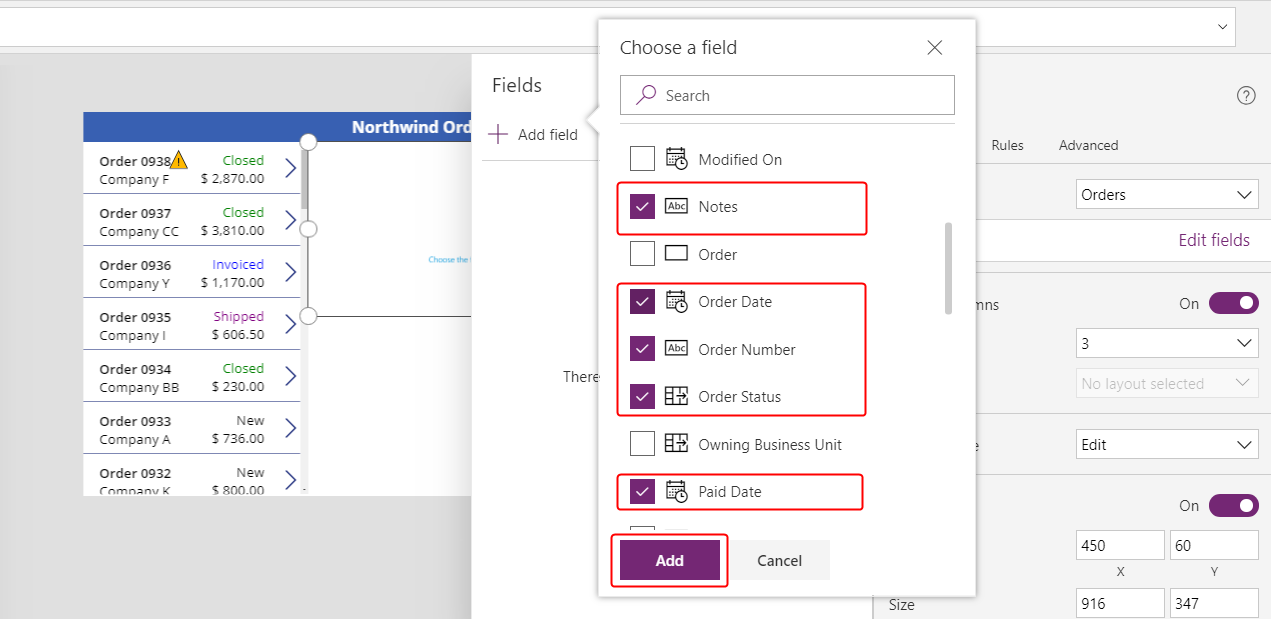 Choose a field
Search
Fields
Add field
Modified On
Notes
Order
Order Date
Order Number
Order Status
Owning Business Unit
Paid Date
Add
Cancel
Northwind Ord
Order 0938
Closed
Company F
$ 2,870.00
Order 0937
Closed
Company CC
$ 3,810.00
Order 0936
Invoiced
Company Y
$ 1,170.00
Order 0935
Shipped
Company I
$ 606.50
Order 0934
Closed
Company BB
$ 230.00
Order 0933
New
Company A
$ 736.00
Order 0932
New
Company K
$ 800.00
Choose the
There
Abc
Abc
?
Rules
Advanced
Orders
Edit fields
mns
On
3
No layout selected
Edit
On
450
60
X
Y
Size
916
347